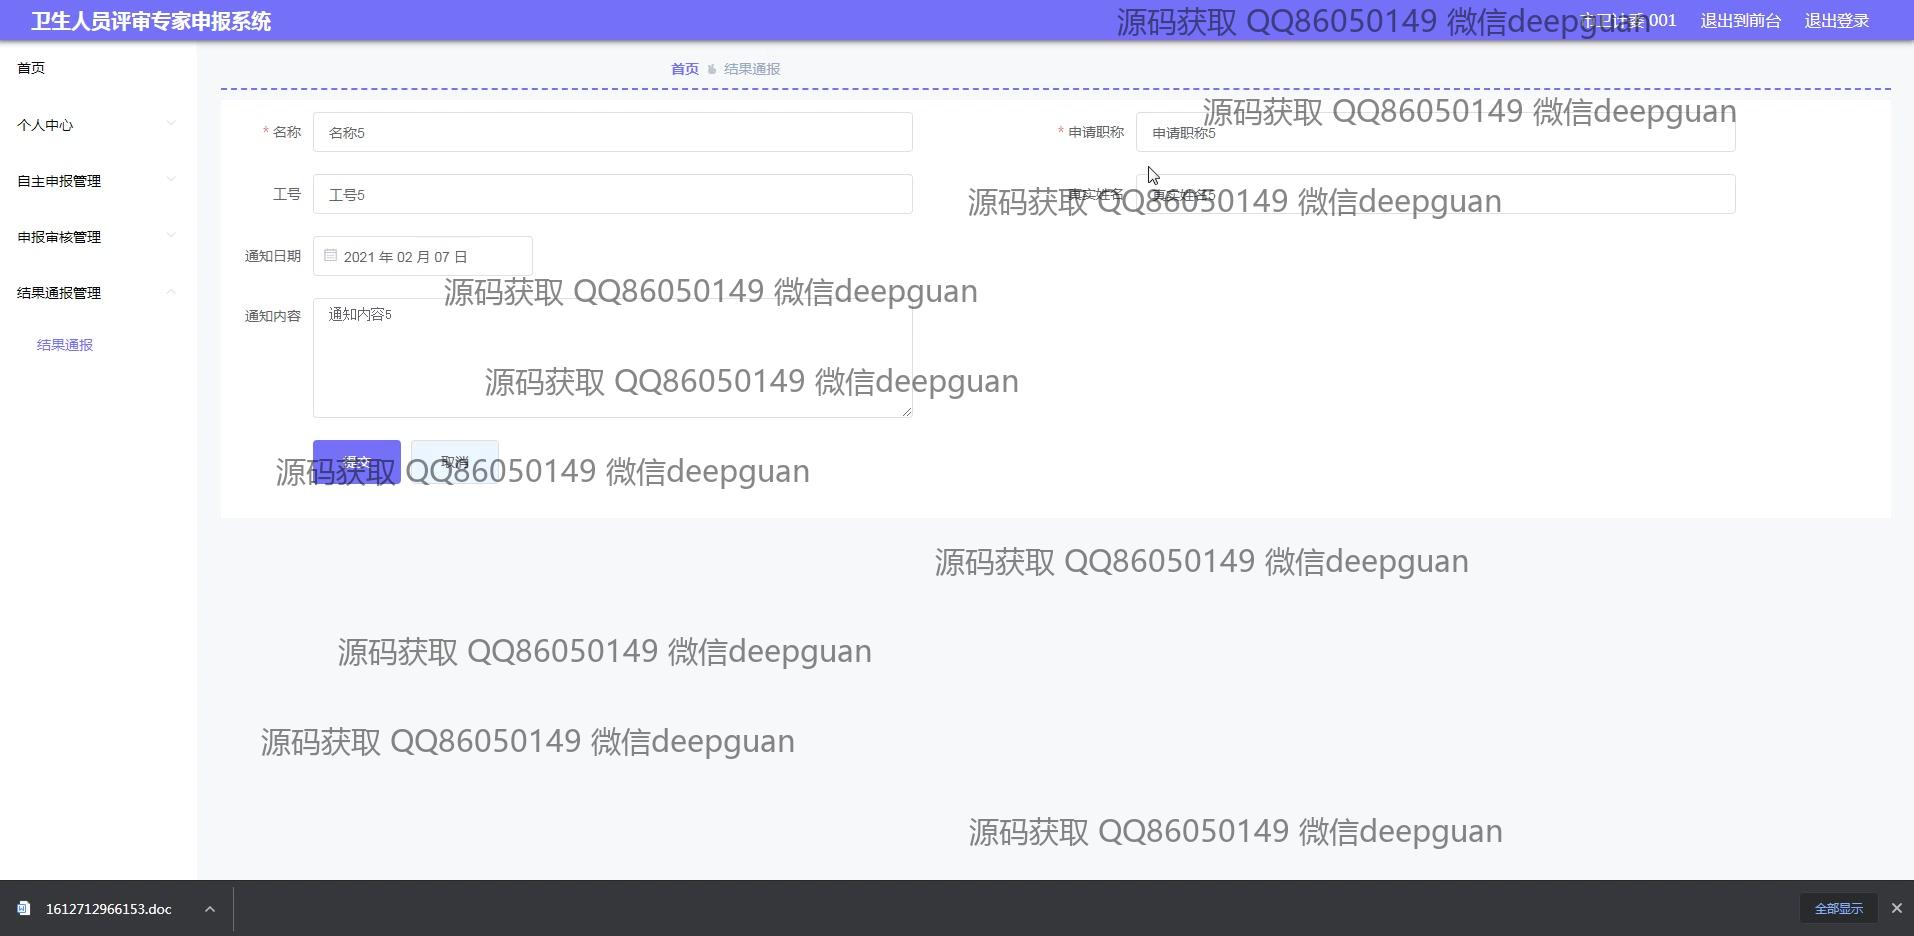 卫生人员评审专家申报系统
源码获取 QQ86050149 微信deepguan
001 退出到前台 退出登录
首页
首页 结果通报
源码获取 QQ86050149 微信deepguan
个人中心
* 名称 名称5
* 申请职称 申请职称5
自主申报管理
工号 工号5
真实姓名 真实姓名5
源码获取 QQ86050149 微信deepguan
申报审核管理
通知日期 2021 年 02 月 07 日
结果通报管理
源码获取 QQ86050149 微信deepguan
通知内容 通知内容5
结果通报
源码获取 QQ86050149 微信deepguan
提交 取消
源码获取 QQ86050149 微信deepguan
源码获取 QQ86050149 微信deepguan
源码获取 QQ86050149 微信deepguan
源码获取 QQ86050149 微信deepguan
源码获取 QQ86050149 微信deepguan
1612712966153.doc
全部显示